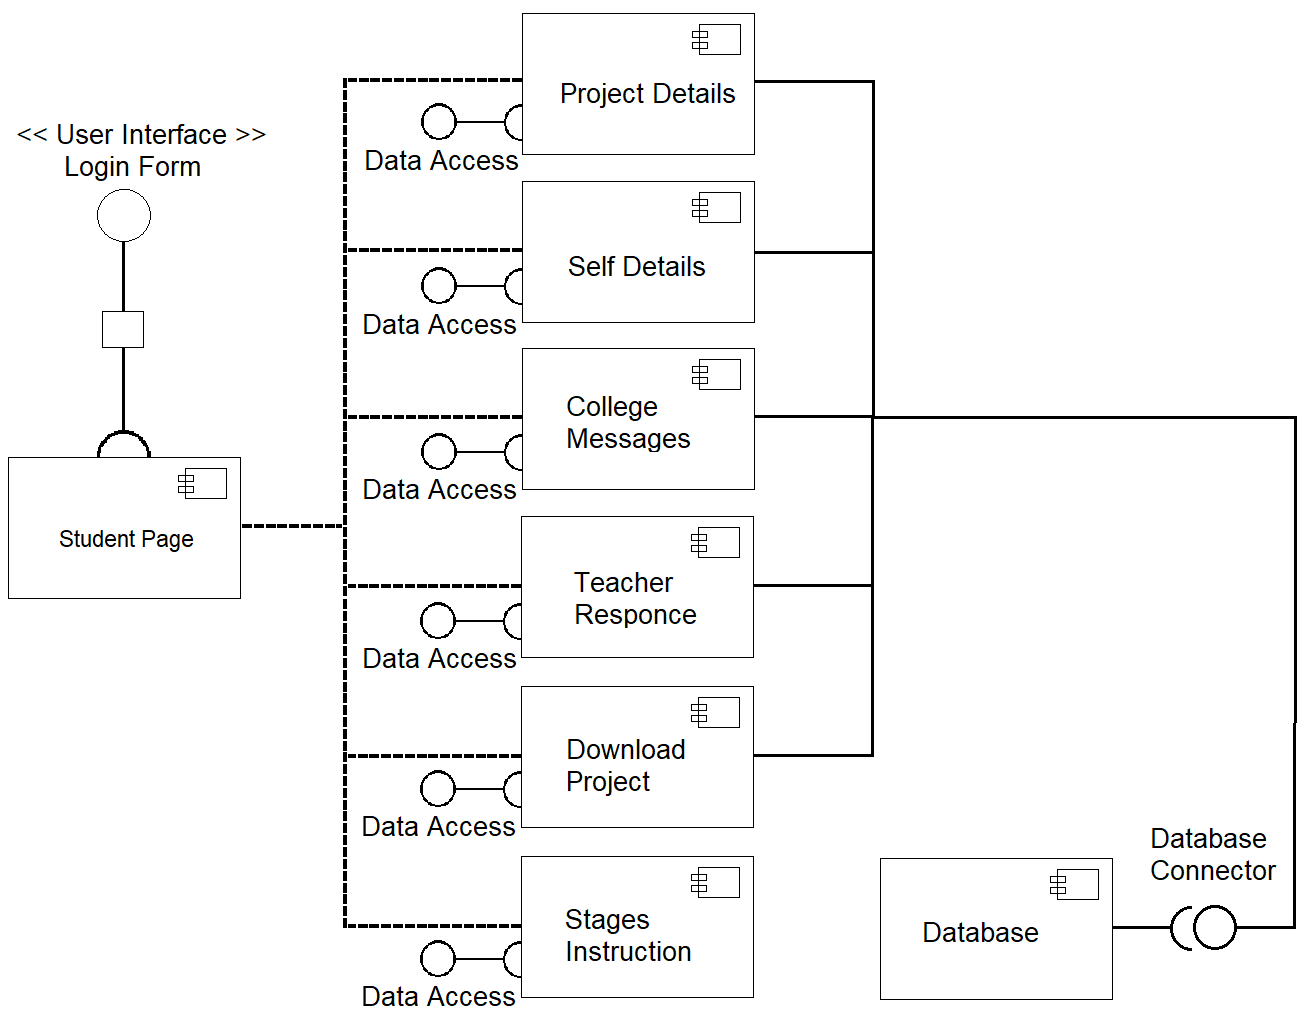 << User Interface >>
Login Form
Student Page
Project Details
Data Access
Self Details
Data Access
College
Messages
Data Access
Teacher
Responce
Data Access
Download
Project
Data Access
Stages
Instruction
Data Access
Database
Connector
Database